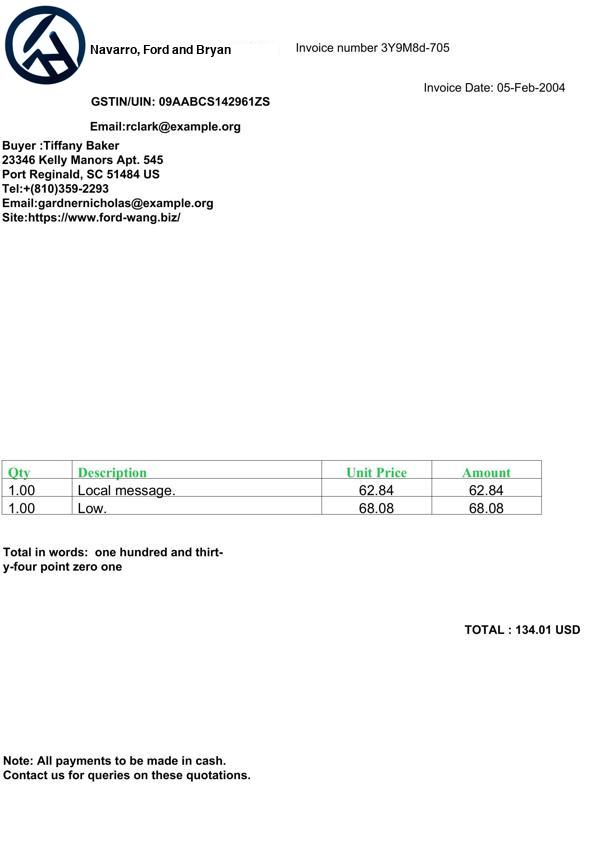 Navarro, Ford and Bryan
Invoice number 3Y9M8d-705
Invoice Date: 05-Feb-2004
GSTIN/UIN: 09AABCS142961ZS
Email:rclark@example.org
Buyer :Tiffany Baker
23346 Kelly Manors Apt. 545
Port Reginald, SC 51484 US
Tel:+(810)359-2293
Email:gardnernicholas@example.org
Site:https://www.ford-wang.biz/
Qty Description Unit Price Amount
1.00 Local message. 62.84 62.84
1.00 Low. 68.08 68.08
Total in words: one hundred and thirt-
y-four point zero one
TOTAL : 134.01 USD
Note: All payments to be made in cash.
Contact us for queries on these quotations.